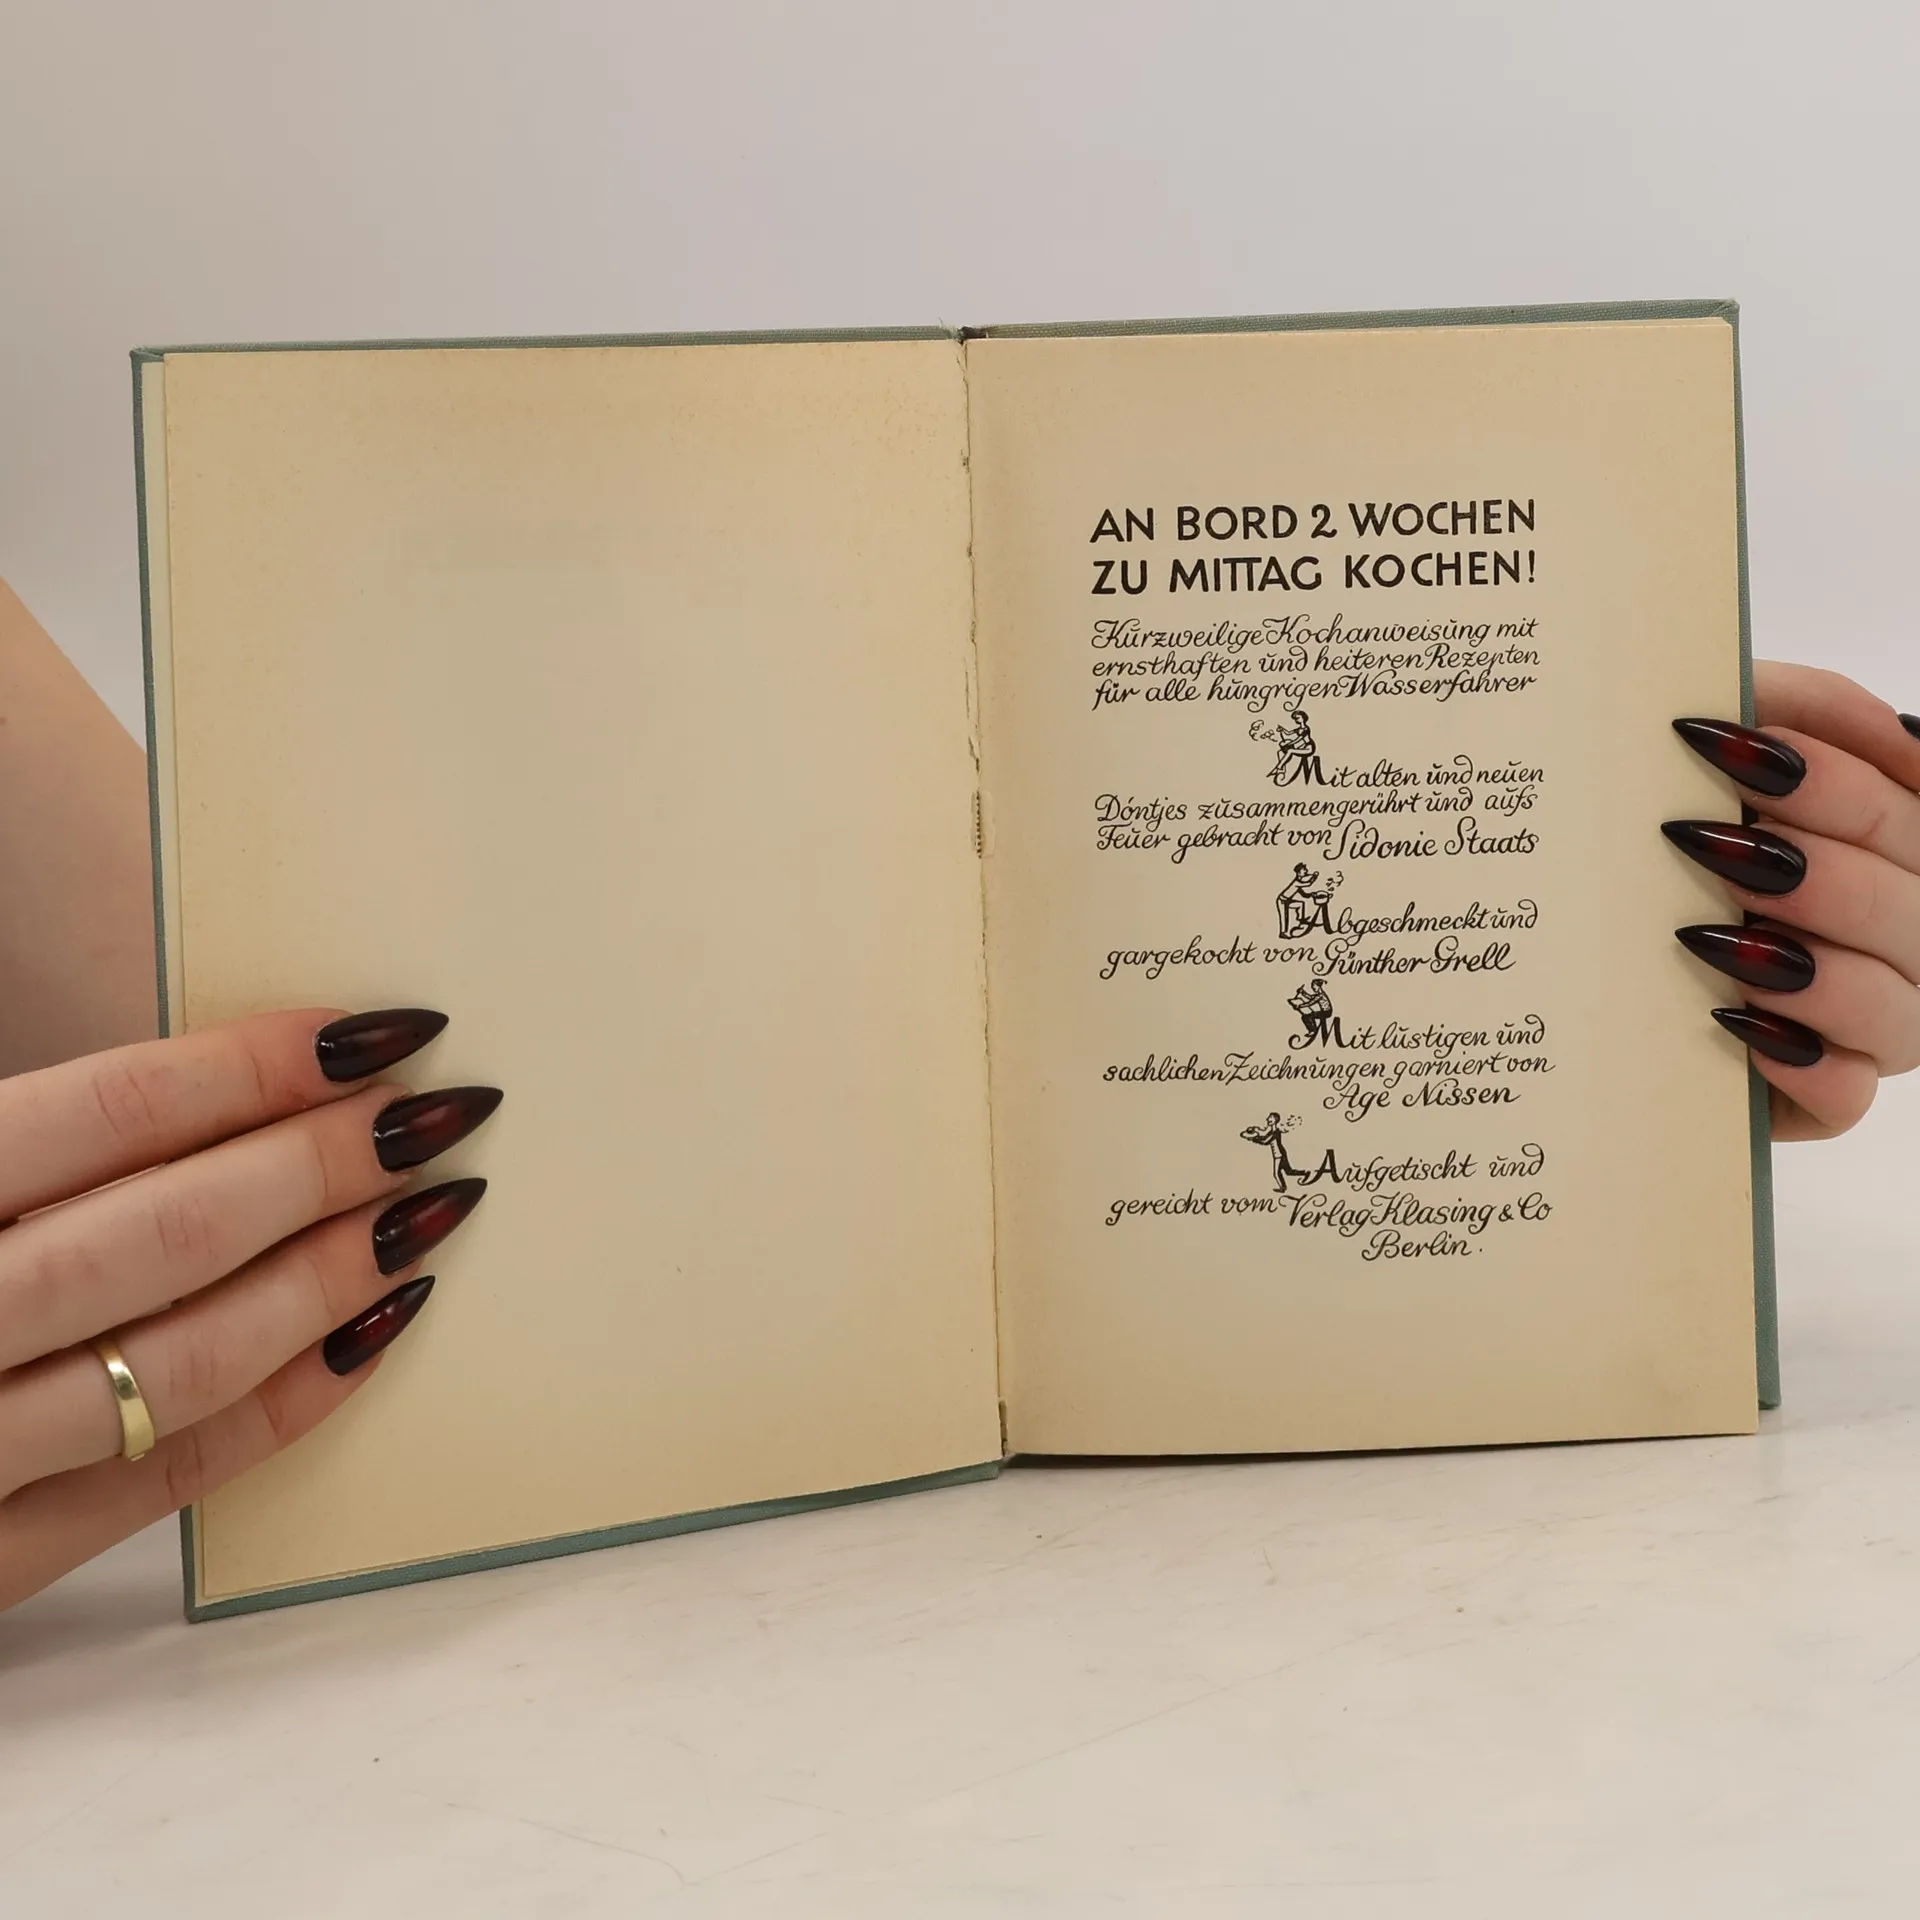 AN BORD 2 WOCHEN
ZU MITTAG KOCHEN!
Kurzweilige Kochanweisung mit
ernsthaften und heiteren Rezepten
für alle hungrigen Wasserfahrer
Mit alten und neuen
Döntjes zusammengerührt und aufs
Feuer gebracht von Sidonie Staats
Abgeschmeckt und
gargekocht von Günther Grell
Mit lustigen und
sachlichen Zeichnungen garniert von
Age Nissen
Aufgetischt und
gereicht vom Verlag Klasing & Co
Berlin.